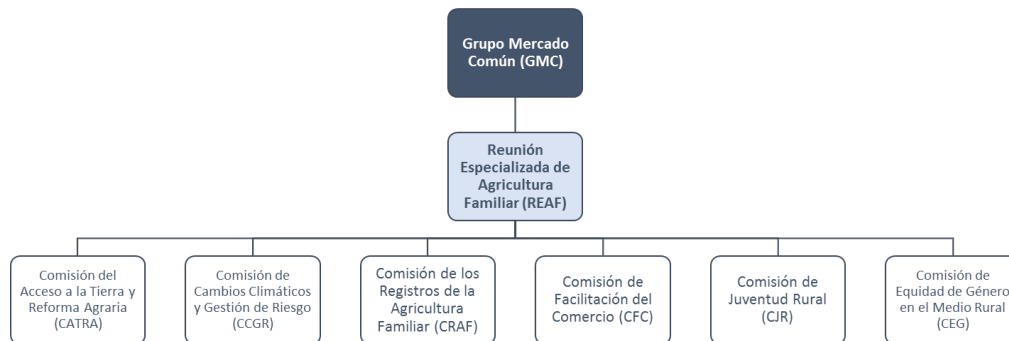 Grupo Mercado
Común (GMC)
Reunión
Especializada de
Agricultura
Familiar (REAF)
Comisión del
Acceso a la Tierra y
Reforma Agraria
(CATRA)
Comisión de
Cambios Climáticos
y Gestión de Riesgo
(CCGR)
Comisión de los
Registros de la
Agricultura
Familiar (CRAF)
Comisión de
Facilitación del
Comercio (CFC)
Comisión de
Juventud Rural
(CJR)
Comisión de
Equidad de Género
en el Medio Rural
(CEG)